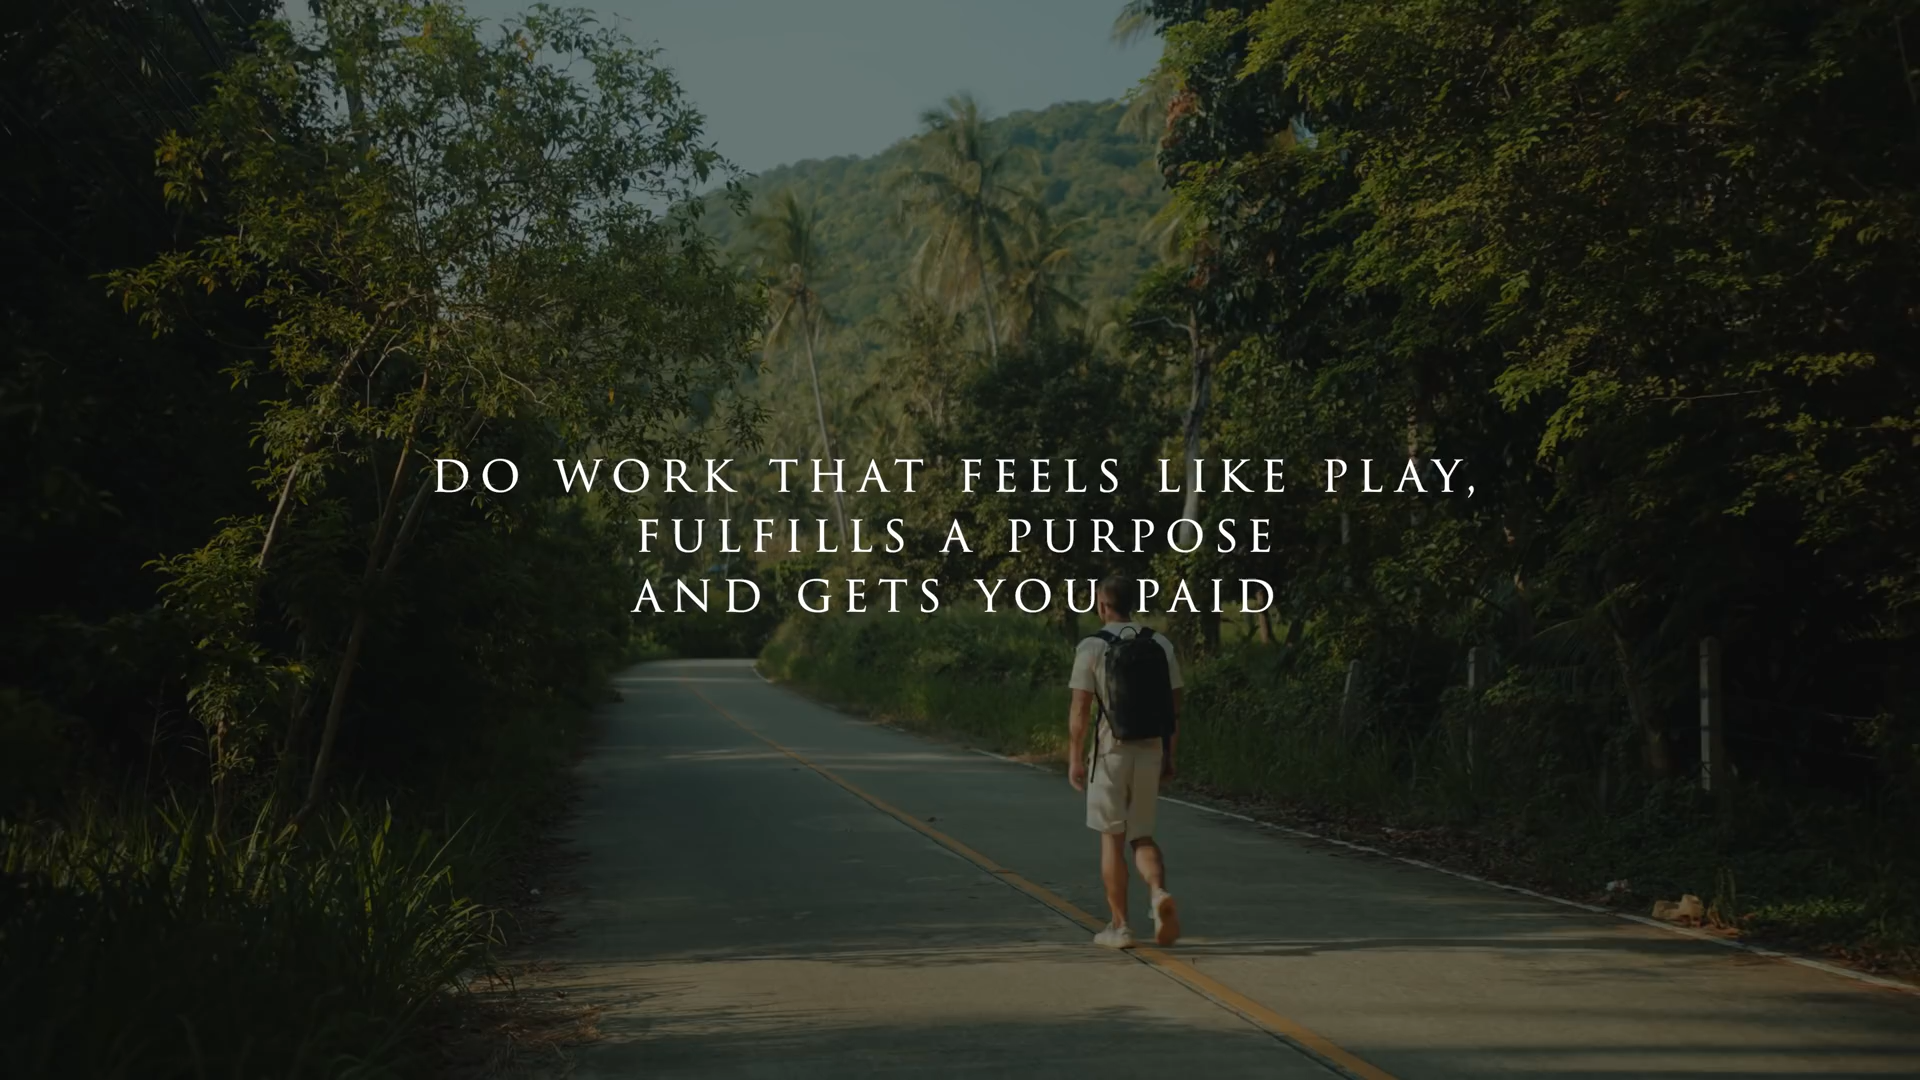 DO WORK THAT FEELS LIKE PLAY,
FULFILLS A PURPOSE
AND GETS YOU PAID